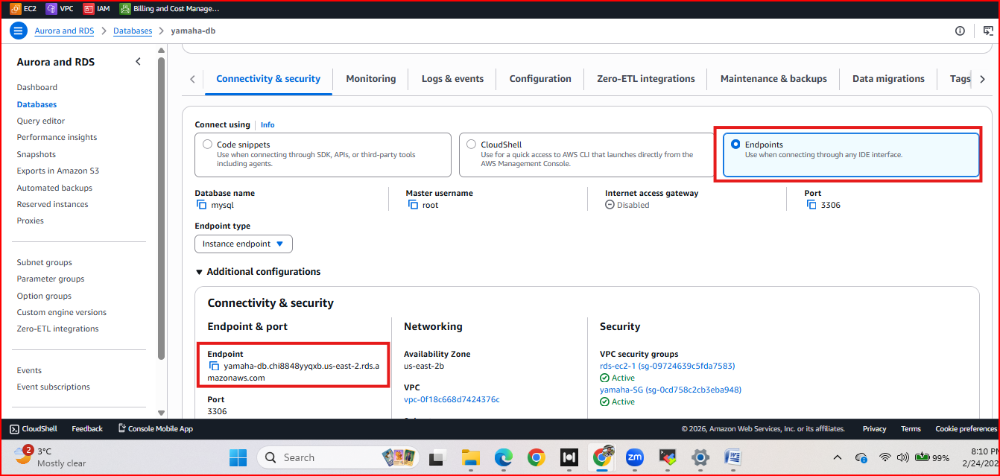 EC2 VPC IAM Billing and Cost Manage...
Aurora and RDS > Databases > yamaha-db
Aurora and RDS
Dashboard
Databases
Query editor
Performance insights
Snapshots
Exports in Amazon S3
Automated backups
Reserved instances
Proxies
Subnet groups
Parameter groups
Option groups
Custom engine versions
Zero-ETL integrations
Events
Event subscriptions
Connectivity & security Monitoring Logs & events Configuration Zero-ETL integrations Maintenance & backups Data migrations Tags
Connect using Info
Code snippets
Use when connecting through SDK, APIs, or third-party tools
including agents.
CloudShell
Use for a quick access to AWS CLI that launches directly from the
AWS Management Console.
Endpoints
Use when connecting through any IDE interface.
Database name
mysql
Master username
root
Internet access gateway
Disabled
Port
3306
Endpoint type
Instance endpoint
Additional configurations
Connectivity & security
Endpoint & port
Endpoint
yamaha-db.chi8848yyqxb.us-east-2.rds.a
mazonaws.com
Port
3306
Networking
Availability Zone
us-east-2b
VPC
vpc-0f18c668d7424376c
Security
VPC security groups
rds-ec2-1 (sg-09724639c5fda7583)
Active
yamaha-SG (sg-0cd758c2cb3eba948)
Active
CloudShell Feedback Console Mobile App © 2026, Amazon Web Services, Inc. or its affiliates. Privacy Terms Cookie preferences
2
3°C
Mostly clear
Search
zm
99%
8:10 PM
2/24/202